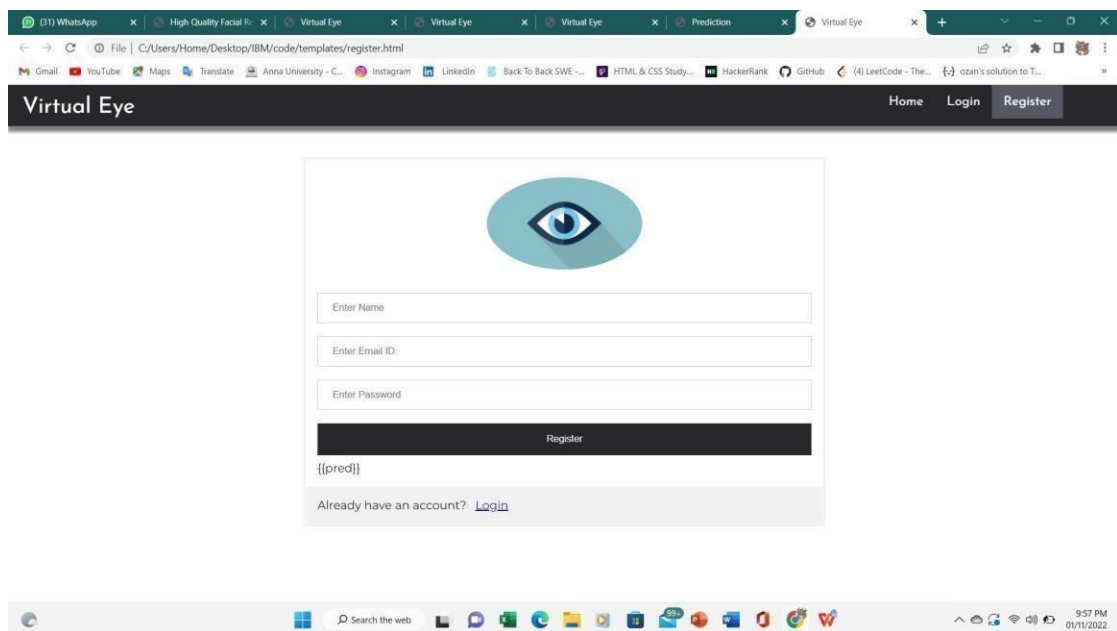 (31) WhatsApp
High Quality Facial Re
Virtual Eye
Virtual Eye
Virtual Eye
Prediction
Virtual Eye
File | C:/Users/Home/Desktop/IBM/code/templates/register.html
Gmail YouTube Maps Translate Anna University - C... Instagram LinkedIn Back To Back SWE -... HTML & CSS Study... HackerRank GitHub (4) LeetCode - The... {ٮ} ozan's solution to T... »
Virtual Eye
Home Login Register
Enter Name
Enter Email ID
Enter Password
Register
{{pred}}
Already have an account? Login
Search the web
99+
9:57 PM
01/11/2022